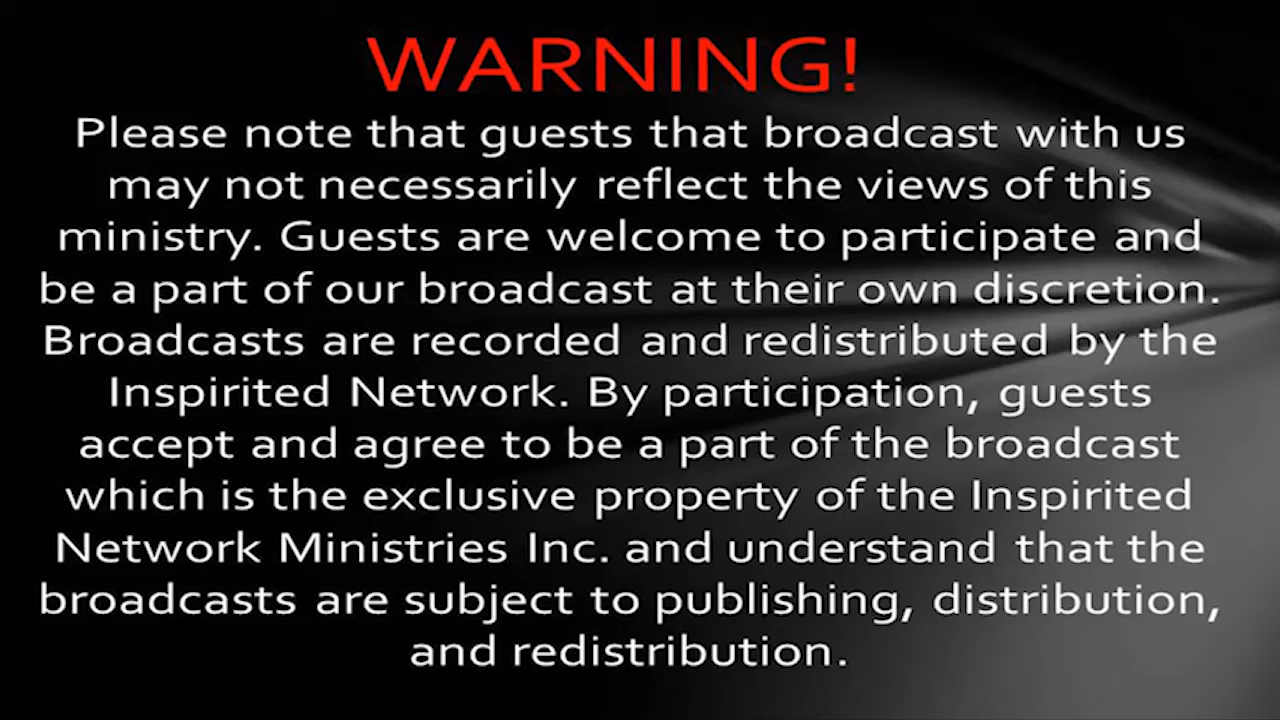 WARNING!
Please note that guests that broadcast with us
may not necessarily reflect the views of this
ministry. Guests are welcome to participate and
be a part of our broadcast at their own discretion.
Broadcasts are recorded and redistributed by the
Inspirited Network. By participation, guests
accept and agree to be a part of the broadcast
which is the exclusive property of the Inspirited
Network Ministries Inc. and understand that the
broadcasts are subject to publishing, distribution,
and redistribution.